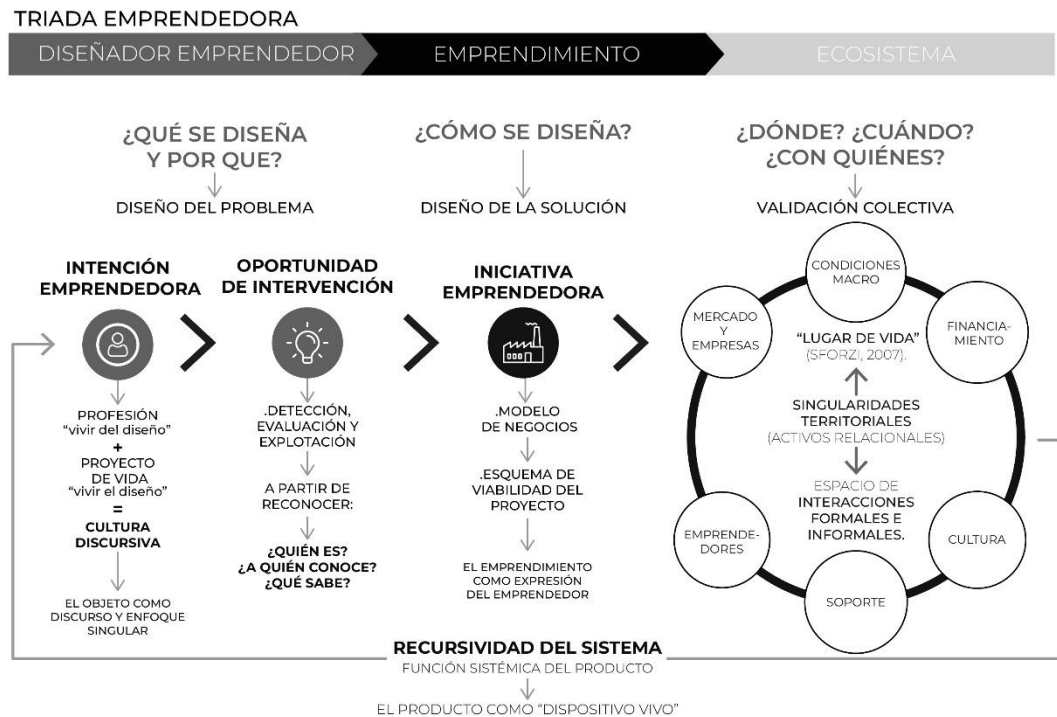 TRIADA EMPRENDEDORA
DISEÑADOR EMPRENDEDOR
EMPRENDIMIENTO
ECOSISTEMA
¿QUÉ SE DISEÑA
Y POR QUE?
DISEÑO DEL PROBLEMA
¿CÓMO SE DISEÑA?
DISEÑO DE LA SOLUCIÓN
¿DÓNDE? ¿CUÁNDO?
¿CON QUIÉNES?
VALIDACIÓN COLECTIVA
INTENCIÓN
EMPRENDEDORA
PROFESIÓN
“vivir del diseño”
+
PROYECTO
DE VIDA
“vivir el diseño”
=
CULTURA
DISCURSIVA
EL OBJETO COMO
DISCURSO Y ENFOQUE
SINGULAR
OPORTUNIDAD
DE INTERVENCIÓN
.DETECCIÓN,
EVALUACIÓN Y
EXPLOTACIÓN
A PARTIR DE
RECONOCER:
¿QUIÉN ES?
¿A QUIÉN CONOCE?
¿QUÉ SABE?
INICIATIVA
EMPRENDEDORA
.MODELO
DE NEGOCIOS
.ESQUEMA DE
VIABILIDAD DEL
PROYECTO
EL EMPRENDIMIENTO
COMO EXPRESIÓN
DEL EMPRENDEDOR
CONDICIONES
MACRO
MERCADO
Y
EMPRESAS
FINANCIA-
MIENTO
“LUGAR DE VIDA”
(SFORZI, 2007).
SINGULARIDADES
TERRITORIALES
(ACTIVOS RELACIONALES)
ESPACIO DE
INTERACCIONES
FORMALES E
INFORMALES.
EMPRENDE-
DORES
CULTURA
SOPORTE
RECURSIVIDAD DEL SISTEMA
FUNCIÓN SISTÉMICA DEL PRODUCTO
EL PRODUCTO COMO “DISPOSITIVO VIVO”